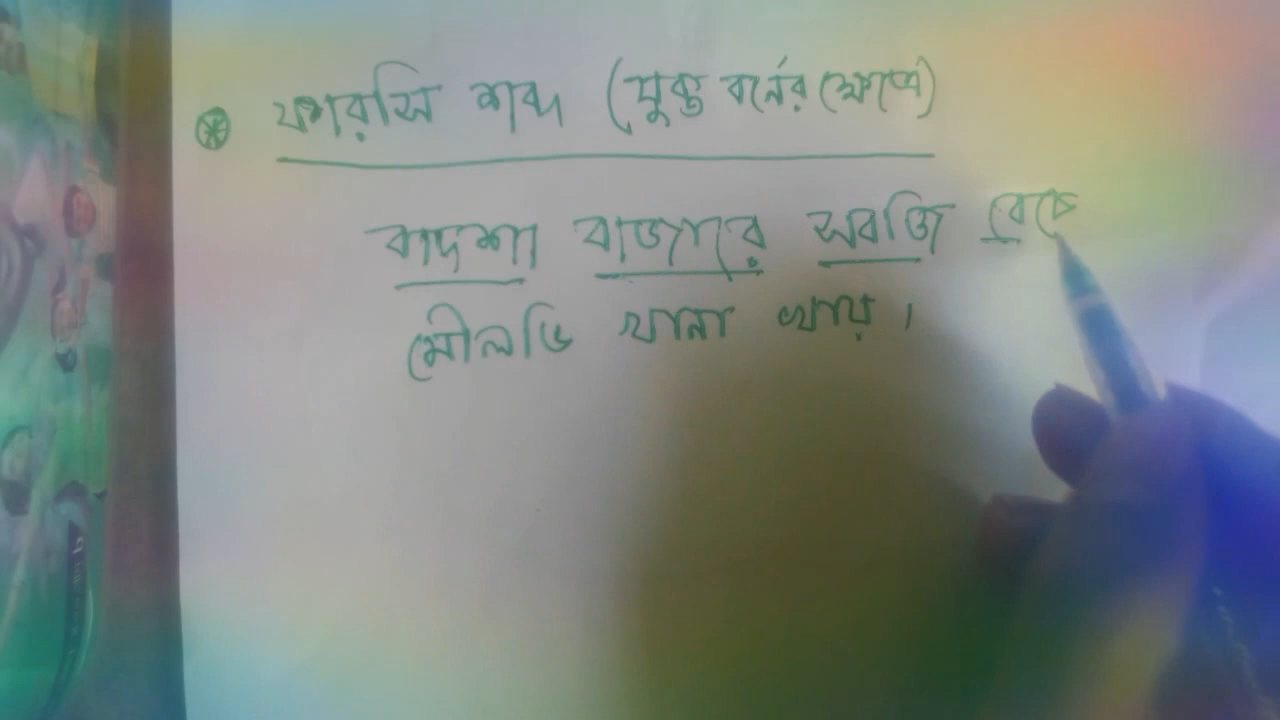 ফারসি শব্দ (যুক্ত বর্নের ক্ষেত্রে)
বাদশা বাজারে সবজি বেচে
মৌলভি খানা খায়।